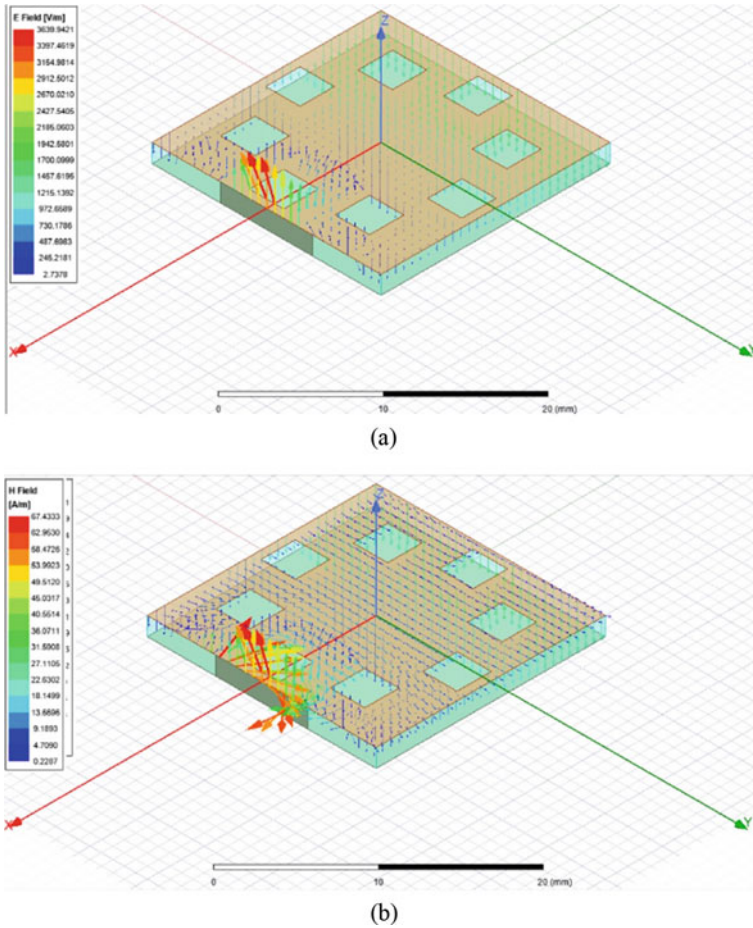 E Field [V/m]
3639.9421
3397.4619
3154.9814
2912.5012
2670.0210
2427.5405
2185.0603
1942.5801
1700.0999
1457.6196
1215.1392
972.6589
730.1786
487.6983
245.2181
2.7378
Z
X
Y
0
10
20 (mm)
(a)
H Field
[A/m]
67.4333
62.9530
58.4726
53.9923
49.5120
45.0317
40.5514
36.0711
31.5908
27.1105
22.6302
18.1499
13.6696
9.1893
4.7090
0.2287
Z
X
Y
0
10
20 (mm)
(b)